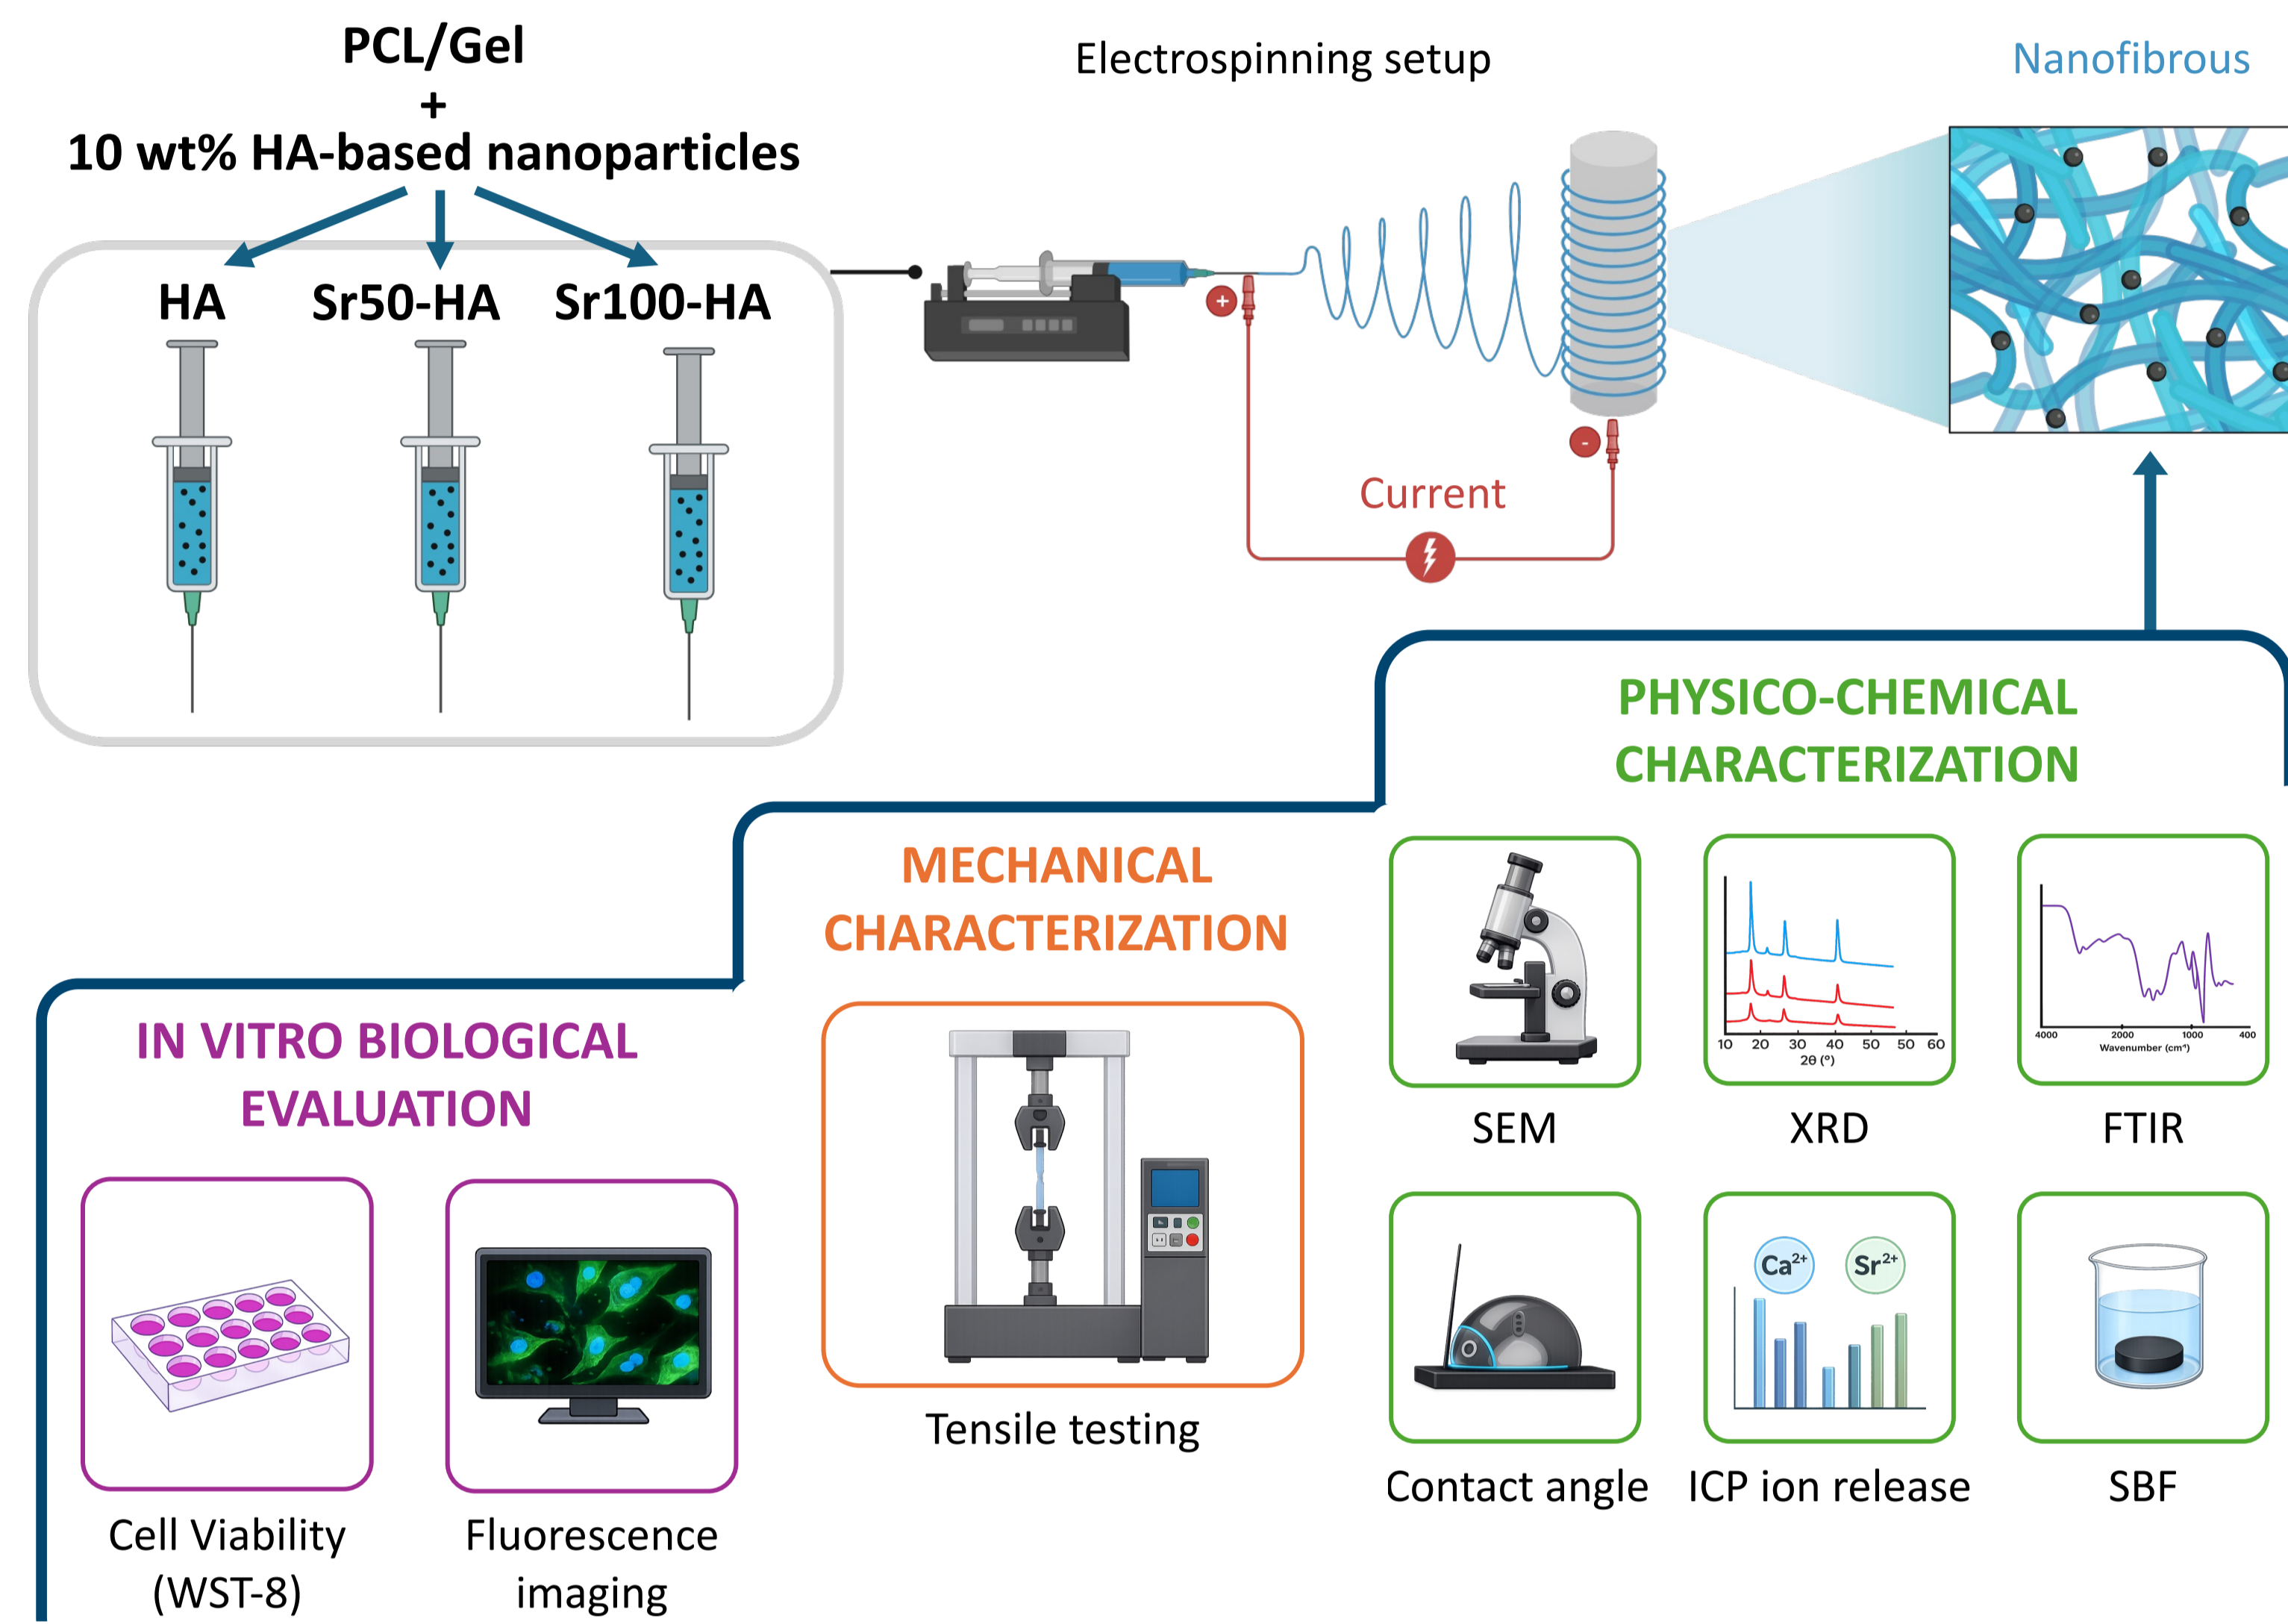 PCL/Gel
+
10 wt% HA-based nanoparticles
HA
Sr50-HA
Sr100-HA
Electrospinning setup
+
-
Current
Nanofibrous
PHYSICO-CHEMICAL
CHARACTERIZATION
10 20 30 40 50 50 60
2θ (°)
4000 2000 1000 400
Wavenumber (cm⁻¹)
SEM
XRD
FTIR
Ca²⁺
Sr²⁺
Contact angle
ICP ion release
SBF
MECHANICAL
CHARACTERIZATION
Tensile testing
IN VITRO BIOLOGICAL
EVALUATION
Cell Viability
(WST-8)
Fluorescence
imaging